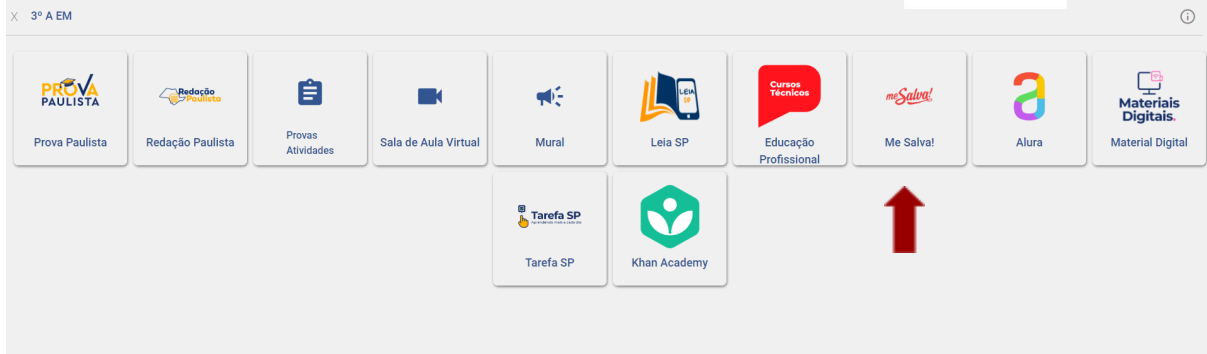 X 3º A EM
PROVA
PAULISTA
Prova Paulista
Redação
Paulista
Redação Paulista
Provas
Atividades
Sala de Aula Virtual
Mural
LEIA
SP
Leia SP
Cursos
Técnicos
Educação
Profissional
me Salva!
Me Salva!
a
Alura
Materiais
Digitais.
Material Digital
Tarefa SP
Tarefa SP
Khan Academy